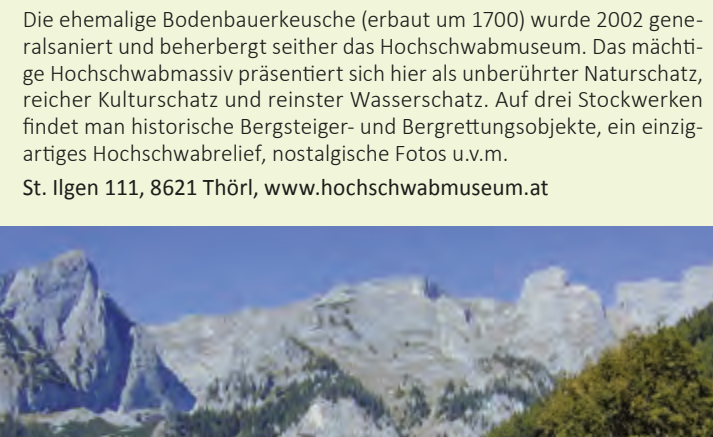 Die ehemalige Bodenbauerkeusche (erbaut um 1700) wurde 2002 gene-
ralsaniert und beherbergt seither das Hochschwabmuseum. Das mächti-
ge Hochschwabmassiv präsentiert sich hier als unberührter Naturschatz,
reicher Kulturschatz und reinster Wasserschatz. Auf drei Stockwerken
findet man historische Bergsteiger- und Bergrettungsobjekte, ein einzig-
artiges Hochschwabrelief, nostalgische Fotos u.v.m.
St. Ilgen 111, 8621 Thörl, www.hochschwabmuseum.at